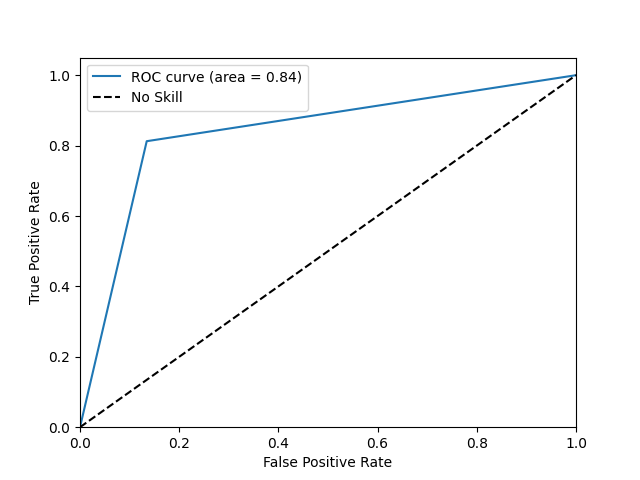 ROC curve (area = 0.84)
No Skill
True Positive Rate
1.0
0.8
0.6
0.4
0.2
0.0
0.0 0.2 0.4 0.6 0.8 1.0
False Positive Rate